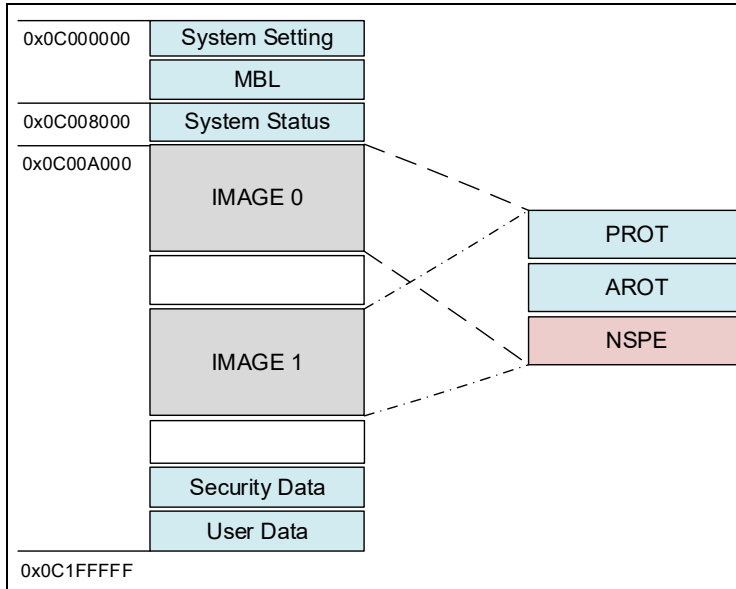 0x0C000000
System Setting
MBL
0x0C008000
System Status
0x0C00A000
IMAGE 0
PROT
AROT
NSPE
IMAGE 1
Security Data
User Data
0x0C1FFFFF